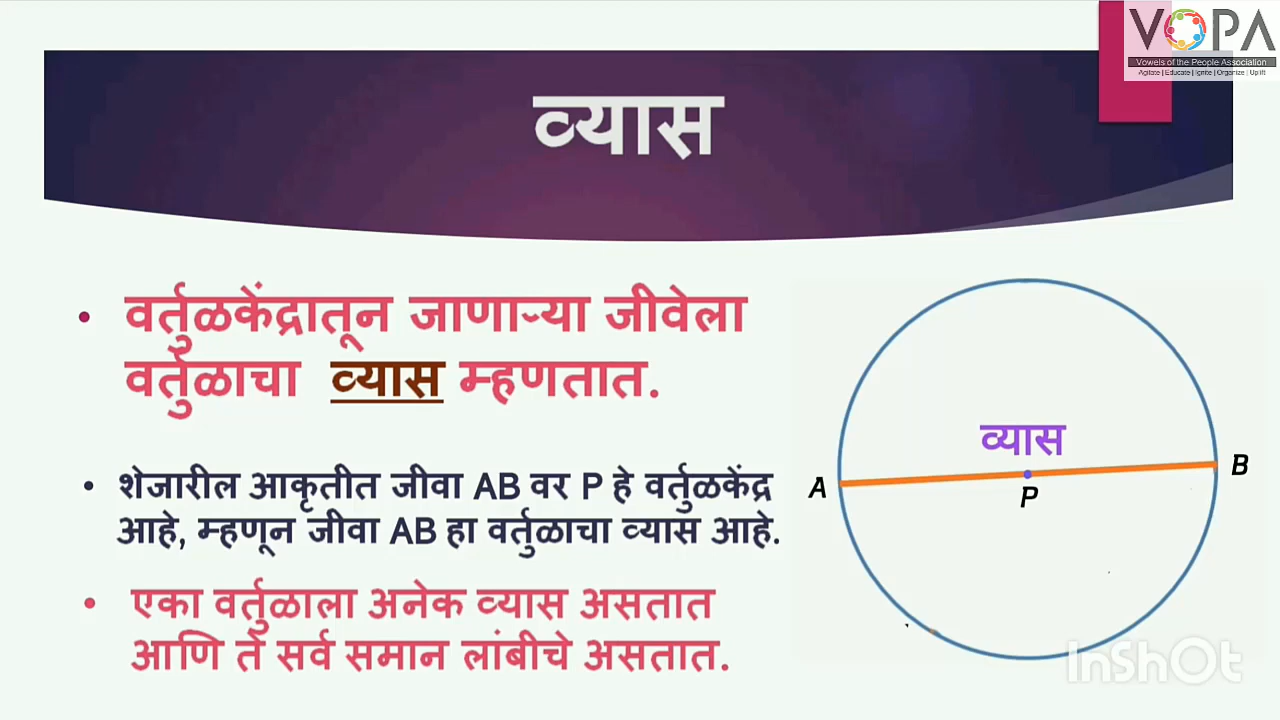 VOPA
Vowels of the People Association
Agitate | Educate | Ignite | Organize | Uplift
व्यास
• वर्तुळकेंद्रातून जाणाऱ्या जीवेला
वर्तुळाचा व्यास म्हणतात.
• शेजारील आकृतीत जीवा AB वर P हे वर्तुळकेंद्र
आहे, म्हणून जीवा AB हा वर्तुळाचा व्यास आहे.
• एका वर्तुळाला अनेक व्यास असतात
आणि ते सर्व समान लांबीचे असतात.
व्यास
A
P
B
InShOt